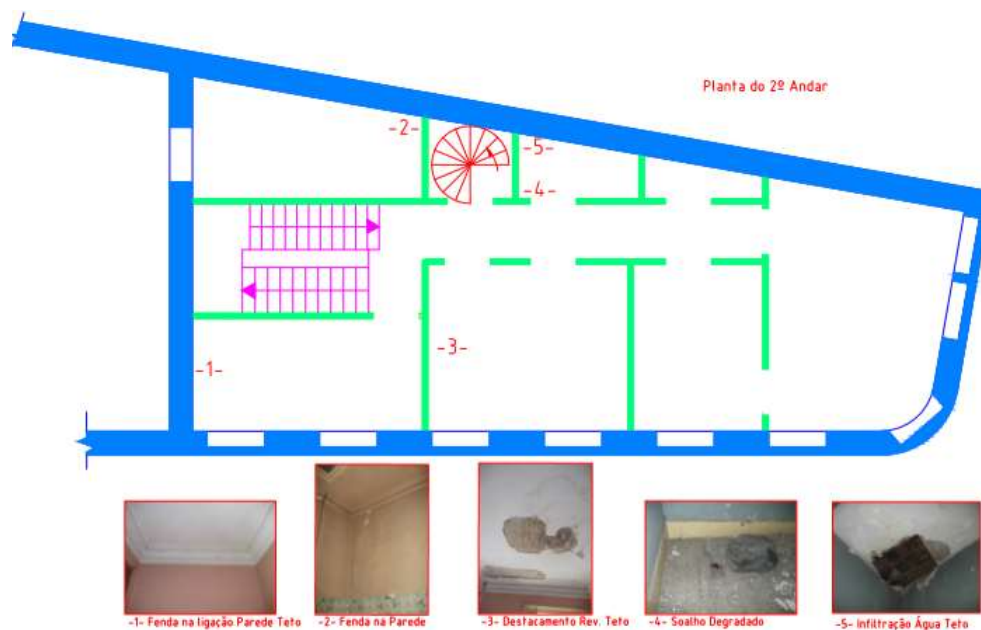 Planta do 2º Andar
-2-
-5-
-4-
-3-
-1-
-1- Fenda na ligação Parede Teto
-2- Fenda na Parede
-3- Destacamento Rev. Teto
-4- Soalho Degradado
-5- Infiltração Água Teto